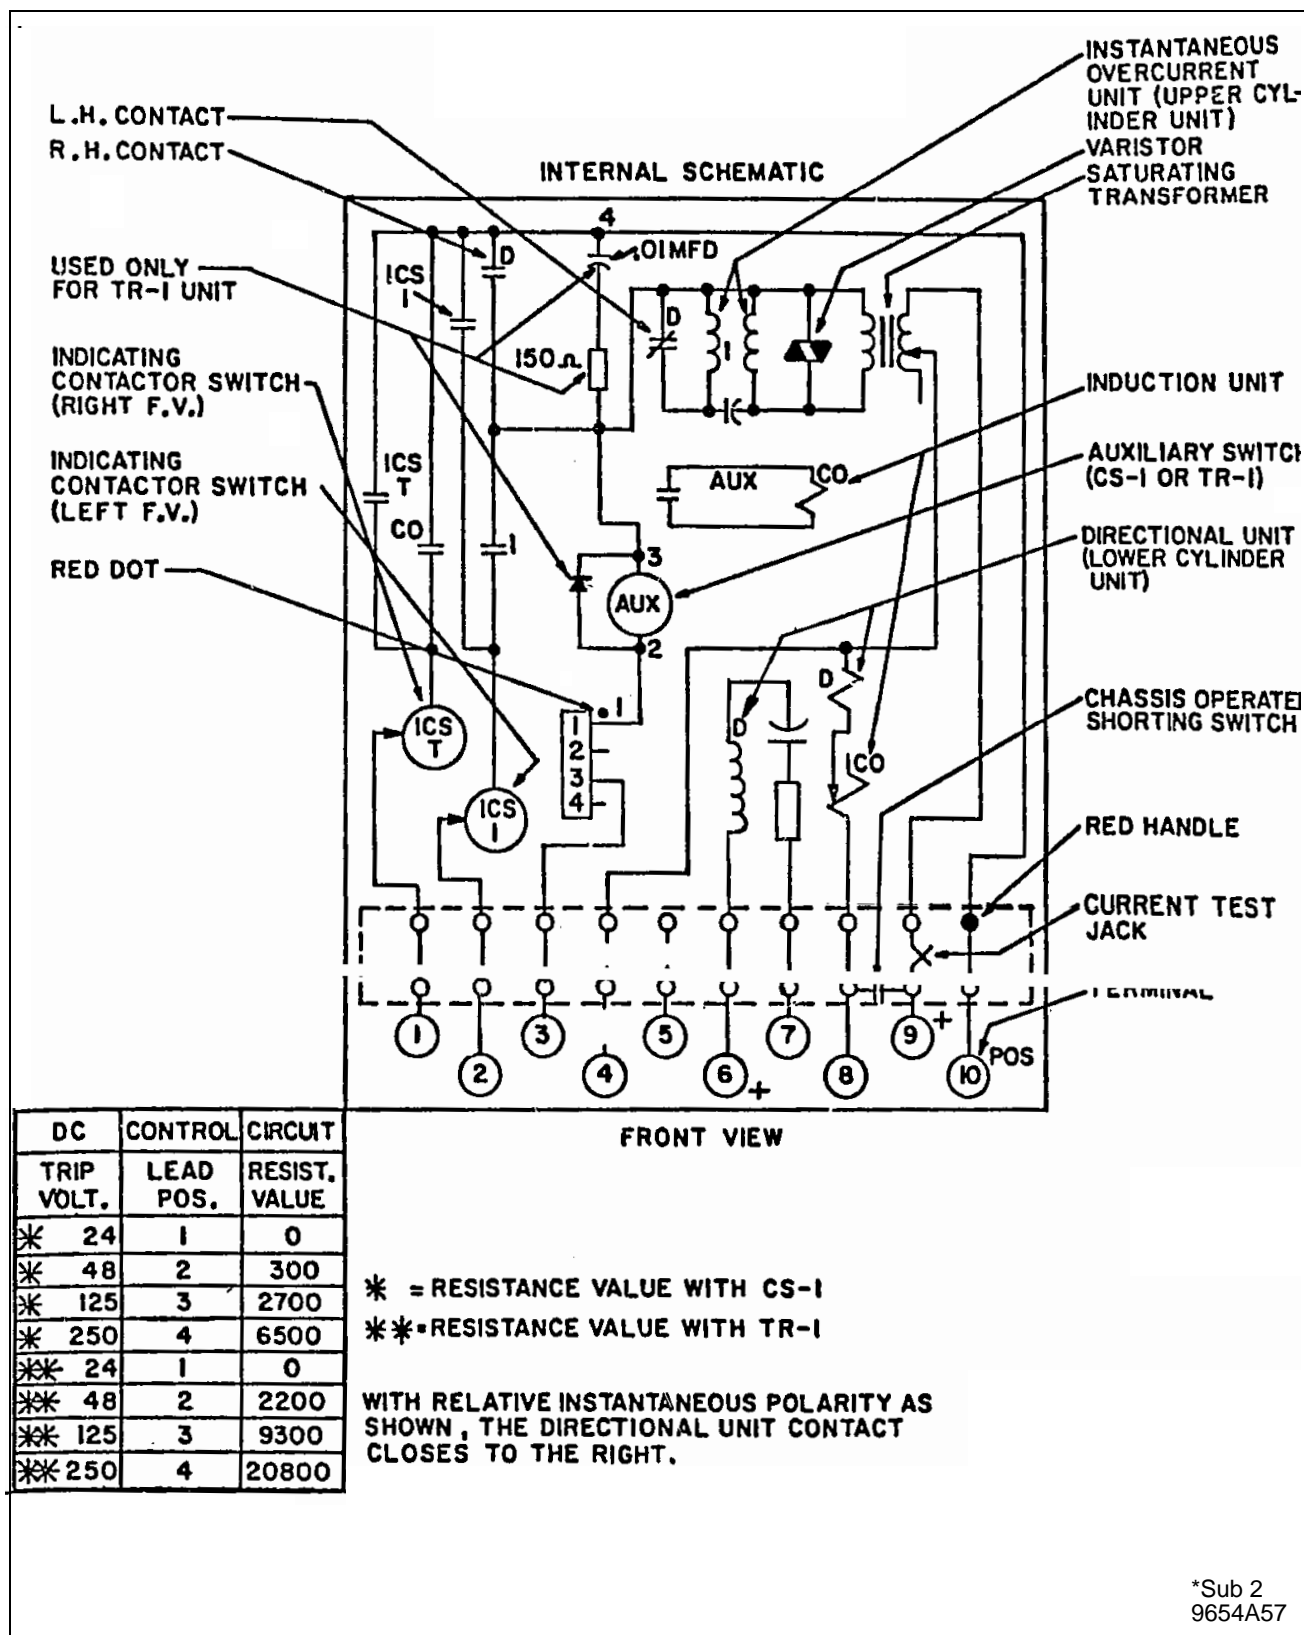 INSTANTANEOUS
OVERCURRENT
UNIT (UPPER CYL-
INDER UNIT)
VARISTOR
SATURATING
TRANSFORMER
L.H. CONTACT
R.H. CONTACT
INTERNAL SCHEMATIC
USED ONLY
FOR TR-1 UNIT
INDICATING
CONTACTOR SWITCH
(RIGHT F.V.)
INDICATING
CONTACTOR SWITCH
(LEFT F.V.)
RED DOT
4
D
.01MFD
ICS
I
D
I
150Ω
INDUCTION UNIT
AUXILIARY SWITCH
(CS-1 OR TR-1)
ICS
T
AUX
CO
CO
I
3
AUX
2
DIRECTIONAL UNIT
(LOWER CYLINDER
UNIT)
D
CHASSIS OPERATED
SHORTING SWITCH
ICS
T
1
1
2
3
4
D
ICO
ICS
I
RED HANDLE
CURRENT TEST
JACK
TERMINAL
1
2
3
4
5
6
+
7
8
9
+
10
POS
FRONT VIEW
DC CONTROL CIRCUIT
TRIP VOLT. LEAD POS. RESIST. VALUE
* 24 1 0
* 48 2 300
* 125 3 2700
* 250 4 6500
** 24 1 0
** 48 2 2200
** 125 3 9300
** 250 4 20800
* = RESISTANCE VALUE WITH CS-1
**=RESISTANCE VALUE WITH TR-1
WITH RELATIVE INSTANTANEOUS POLARITY AS
SHOWN, THE DIRECTIONAL UNIT CONTACT
CLOSES TO THE RIGHT.
*Sub 2
9654A57